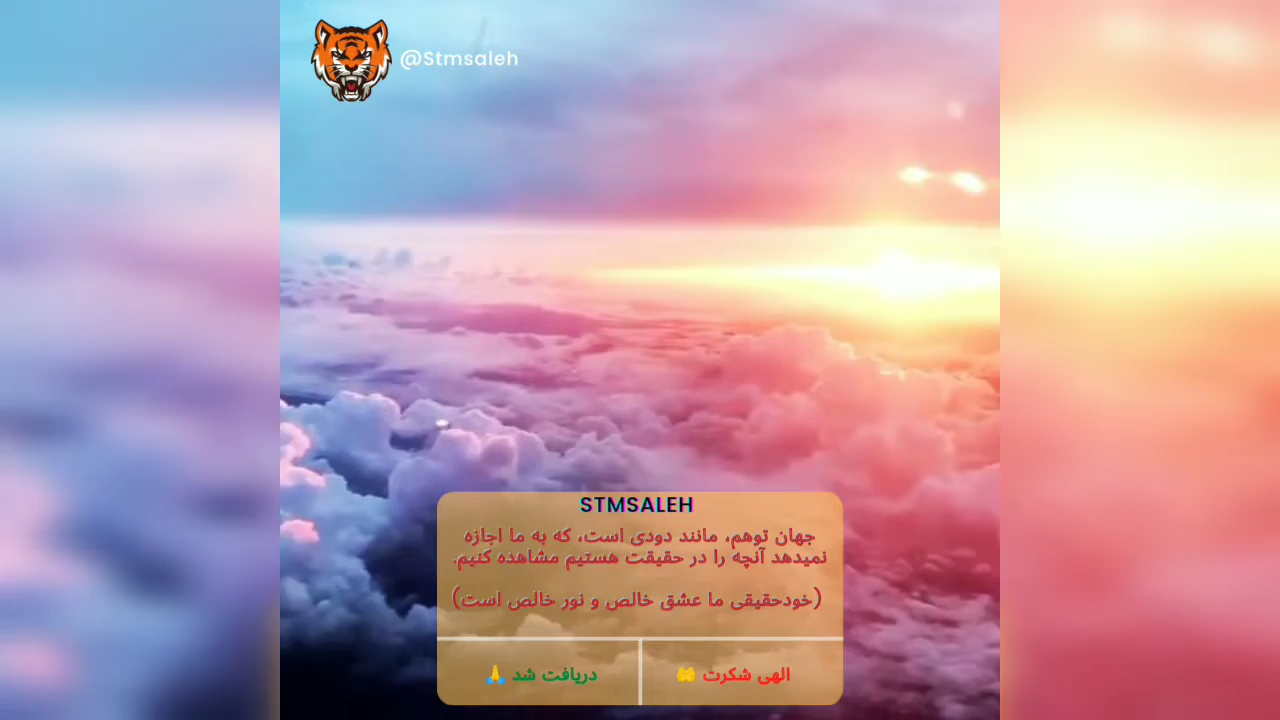 @Stmsaleh
STMSALEH
جهان توهم، مانند دودی است، که به ما اجازه
نمیدهد آنچه را در حقیقت هستیم مشاهده کنیم.
(خودحقیقی ما عشق خالص و نور خالص است)
الهی شکرت 🤲
دریافت شد 🙏